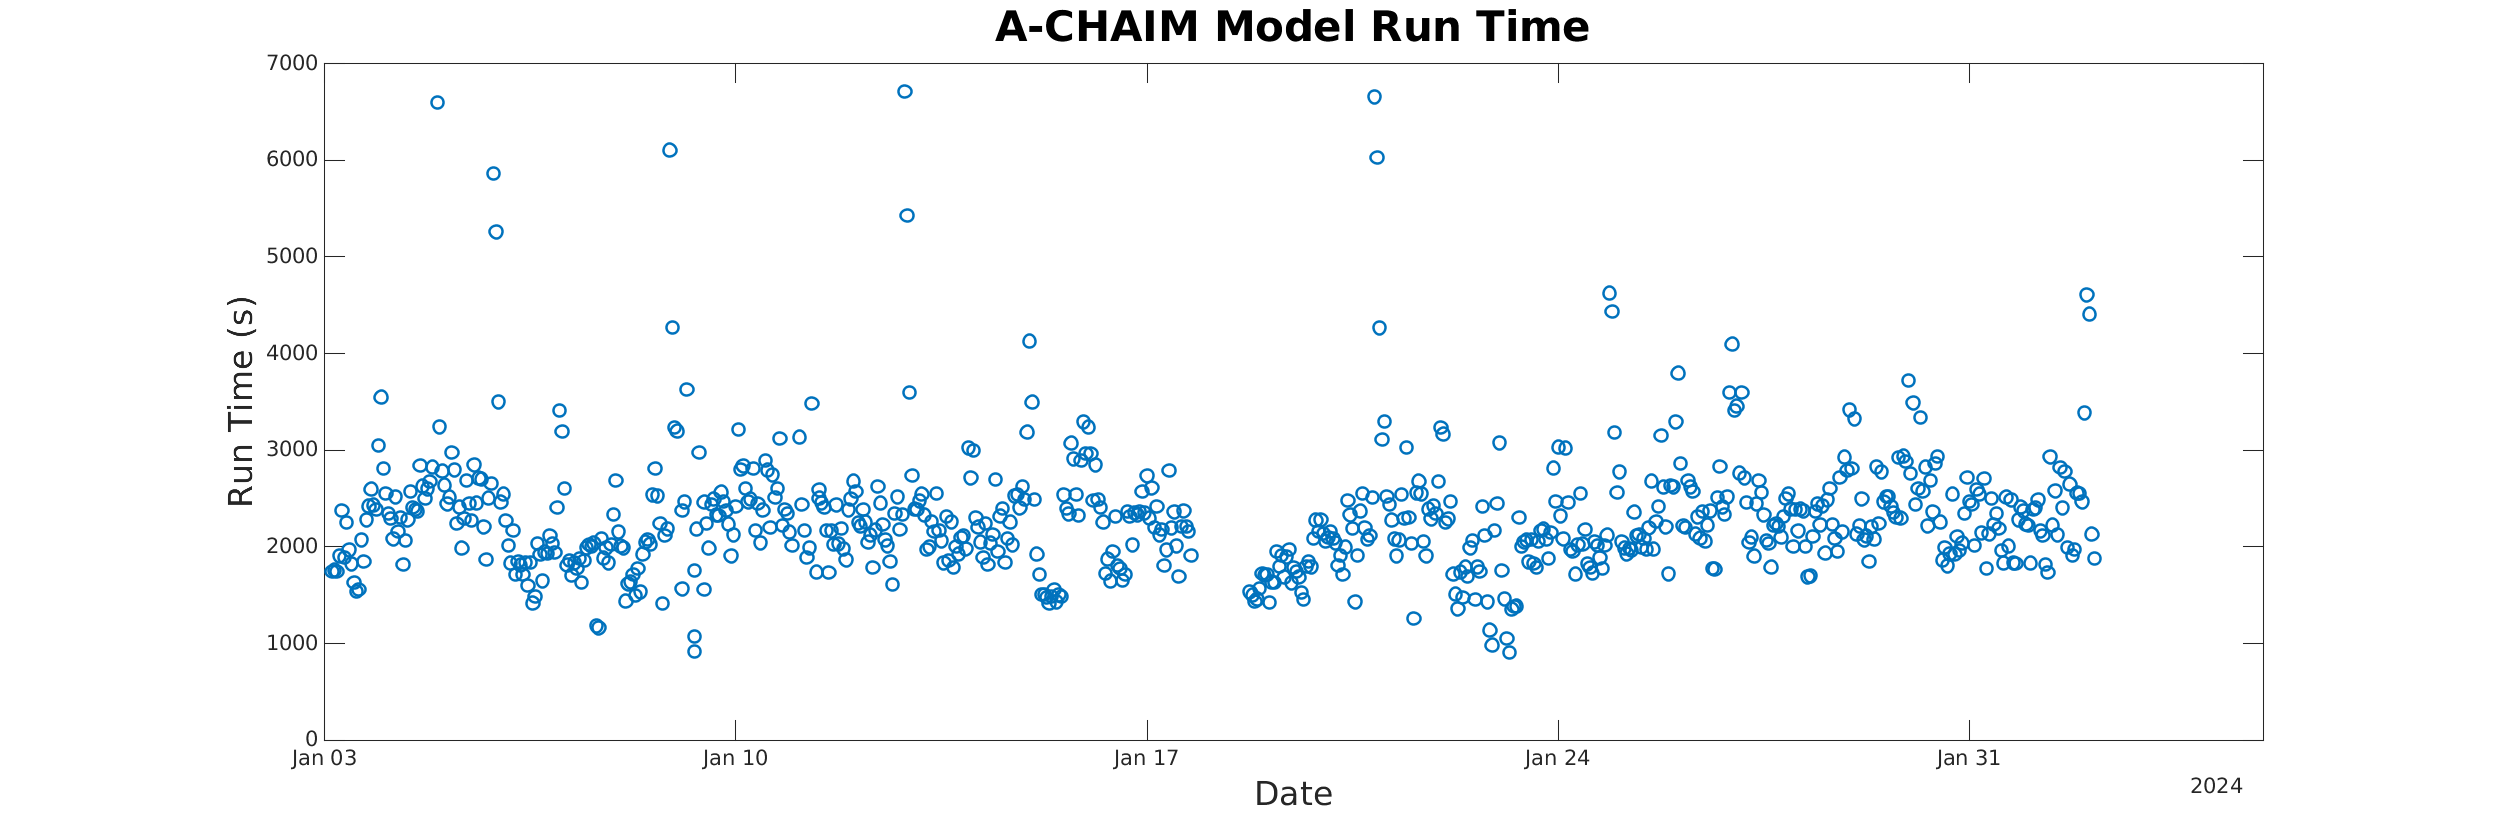 A-CHAIM Model Run Time
7000
6000
5000
4000
3000
2000
1000
0
Run Time (s)
Jan 03 Jan 10 Jan 17 Jan 24 Jan 31
Date
2024